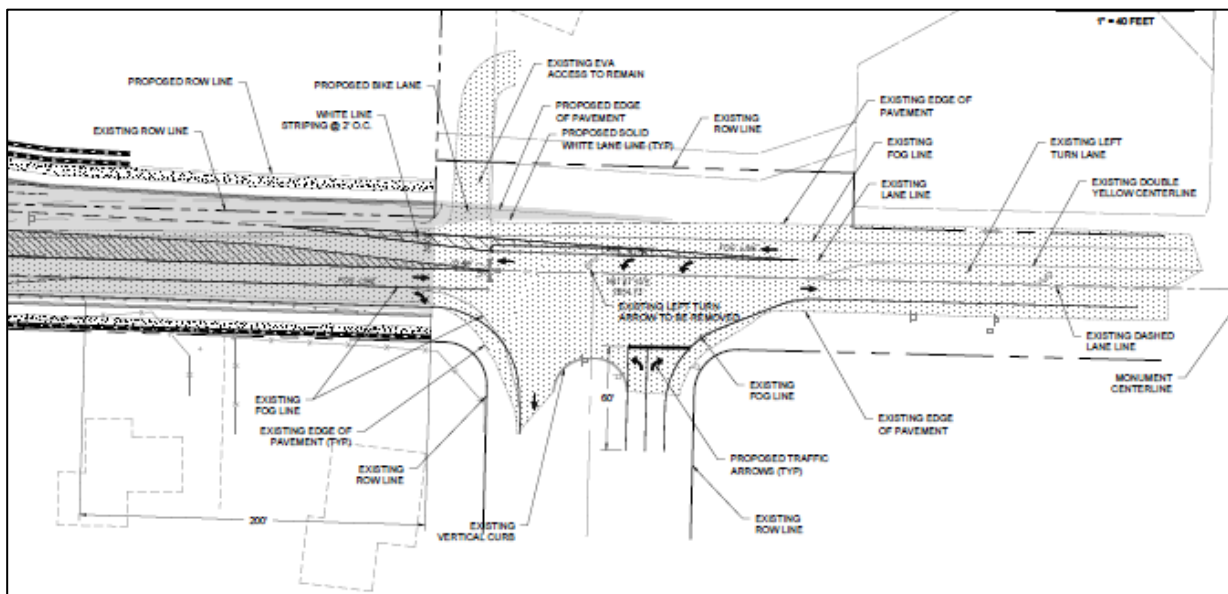 1" = 40 FEET
PROPOSED ROW LINE
PROPOSED BIKE LANE
EXISTING EVA
ACCESS TO REMAIN
WHITE LINE
STRIPING @ 2' O.C.
PROPOSED EDGE
OF PAVEMENT
PROPOSED SOLID
WHITE LANE LINE (TYP)
EXISTING
ROW LINE
EXISTING EDGE OF
PAVEMENT
EXISTING
FOG LINE
EXISTING LEFT
TURN LANE
EXISTING ROW LINE
EXISTING
LANE LINE
EXISTING DOUBLE
YELLOW CENTERLINE
FOG LINE
FOG LINE
EXISTING LEFT TURN
ARROW TO BE REMOVED
EXISTING DASHED
LANE LINE
MONUMENT
CENTERLINE
60'
EXISTING
FOG LINE
EXISTING
FOG LINE
EXISTING EDGE OF
PAVEMENT (TYP)
EXISTING EDGE
OF PAVEMENT
EXISTING
ROW LINE
PROPOSED TRAFFIC
ARROWS (TYP)
200'
EXISTING
VERTICAL CURB
EXISTING
ROW LINE